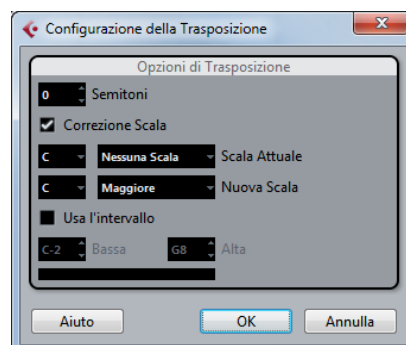 Configurazione della Trasposizione
Opzioni di Trasposizione
0 Semitoni
Correzione Scala
C Nessuna Scala Scala Attuale
C Maggiore Nuova Scala
Usa l'intervallo
C-2 Bassa G8 Alta
Aiuto OK Annulla